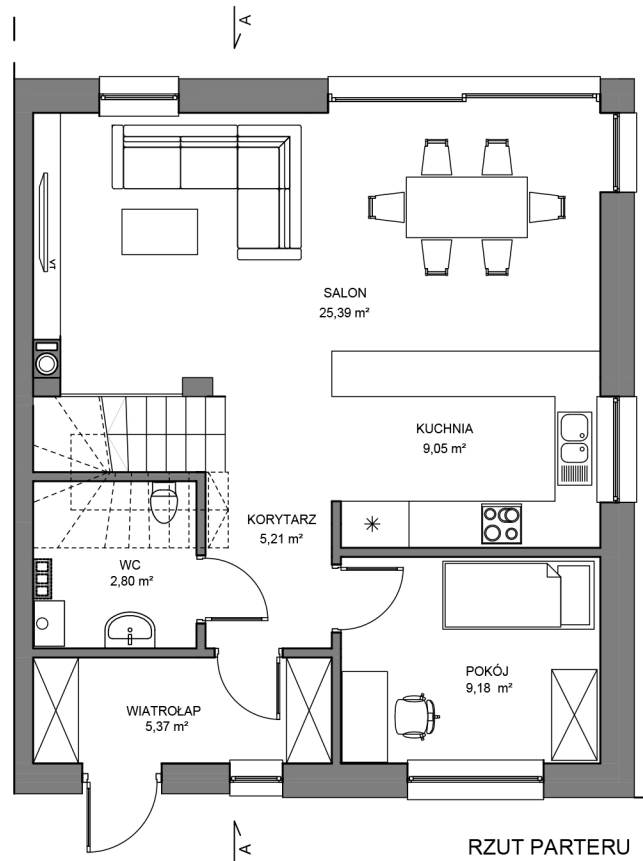 A
VT
SALON
25,39 m²
KUCHNIA
9,05 m²
KORYTARZ
5,21 m²
WC
2,80 m²
POKÓJ
9,18 m²
WIATROŁAP
5,37 m²
A
RZUT PARTERU